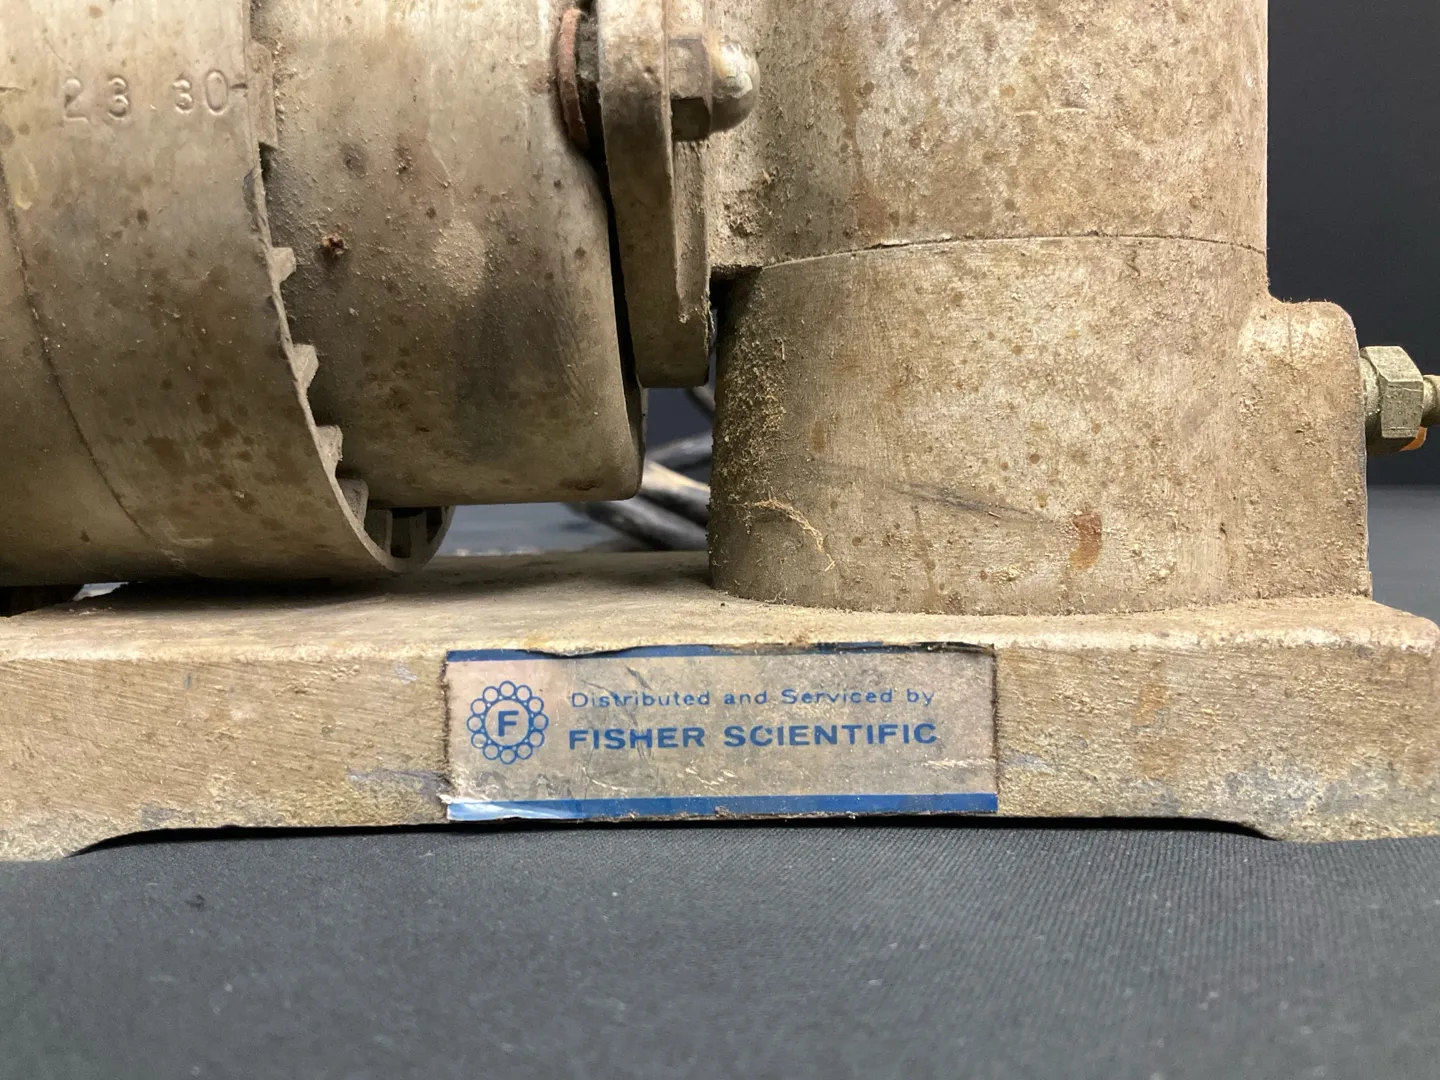 23 30
F
Distributed and Serviced by
FISHER SCIENTIFIC